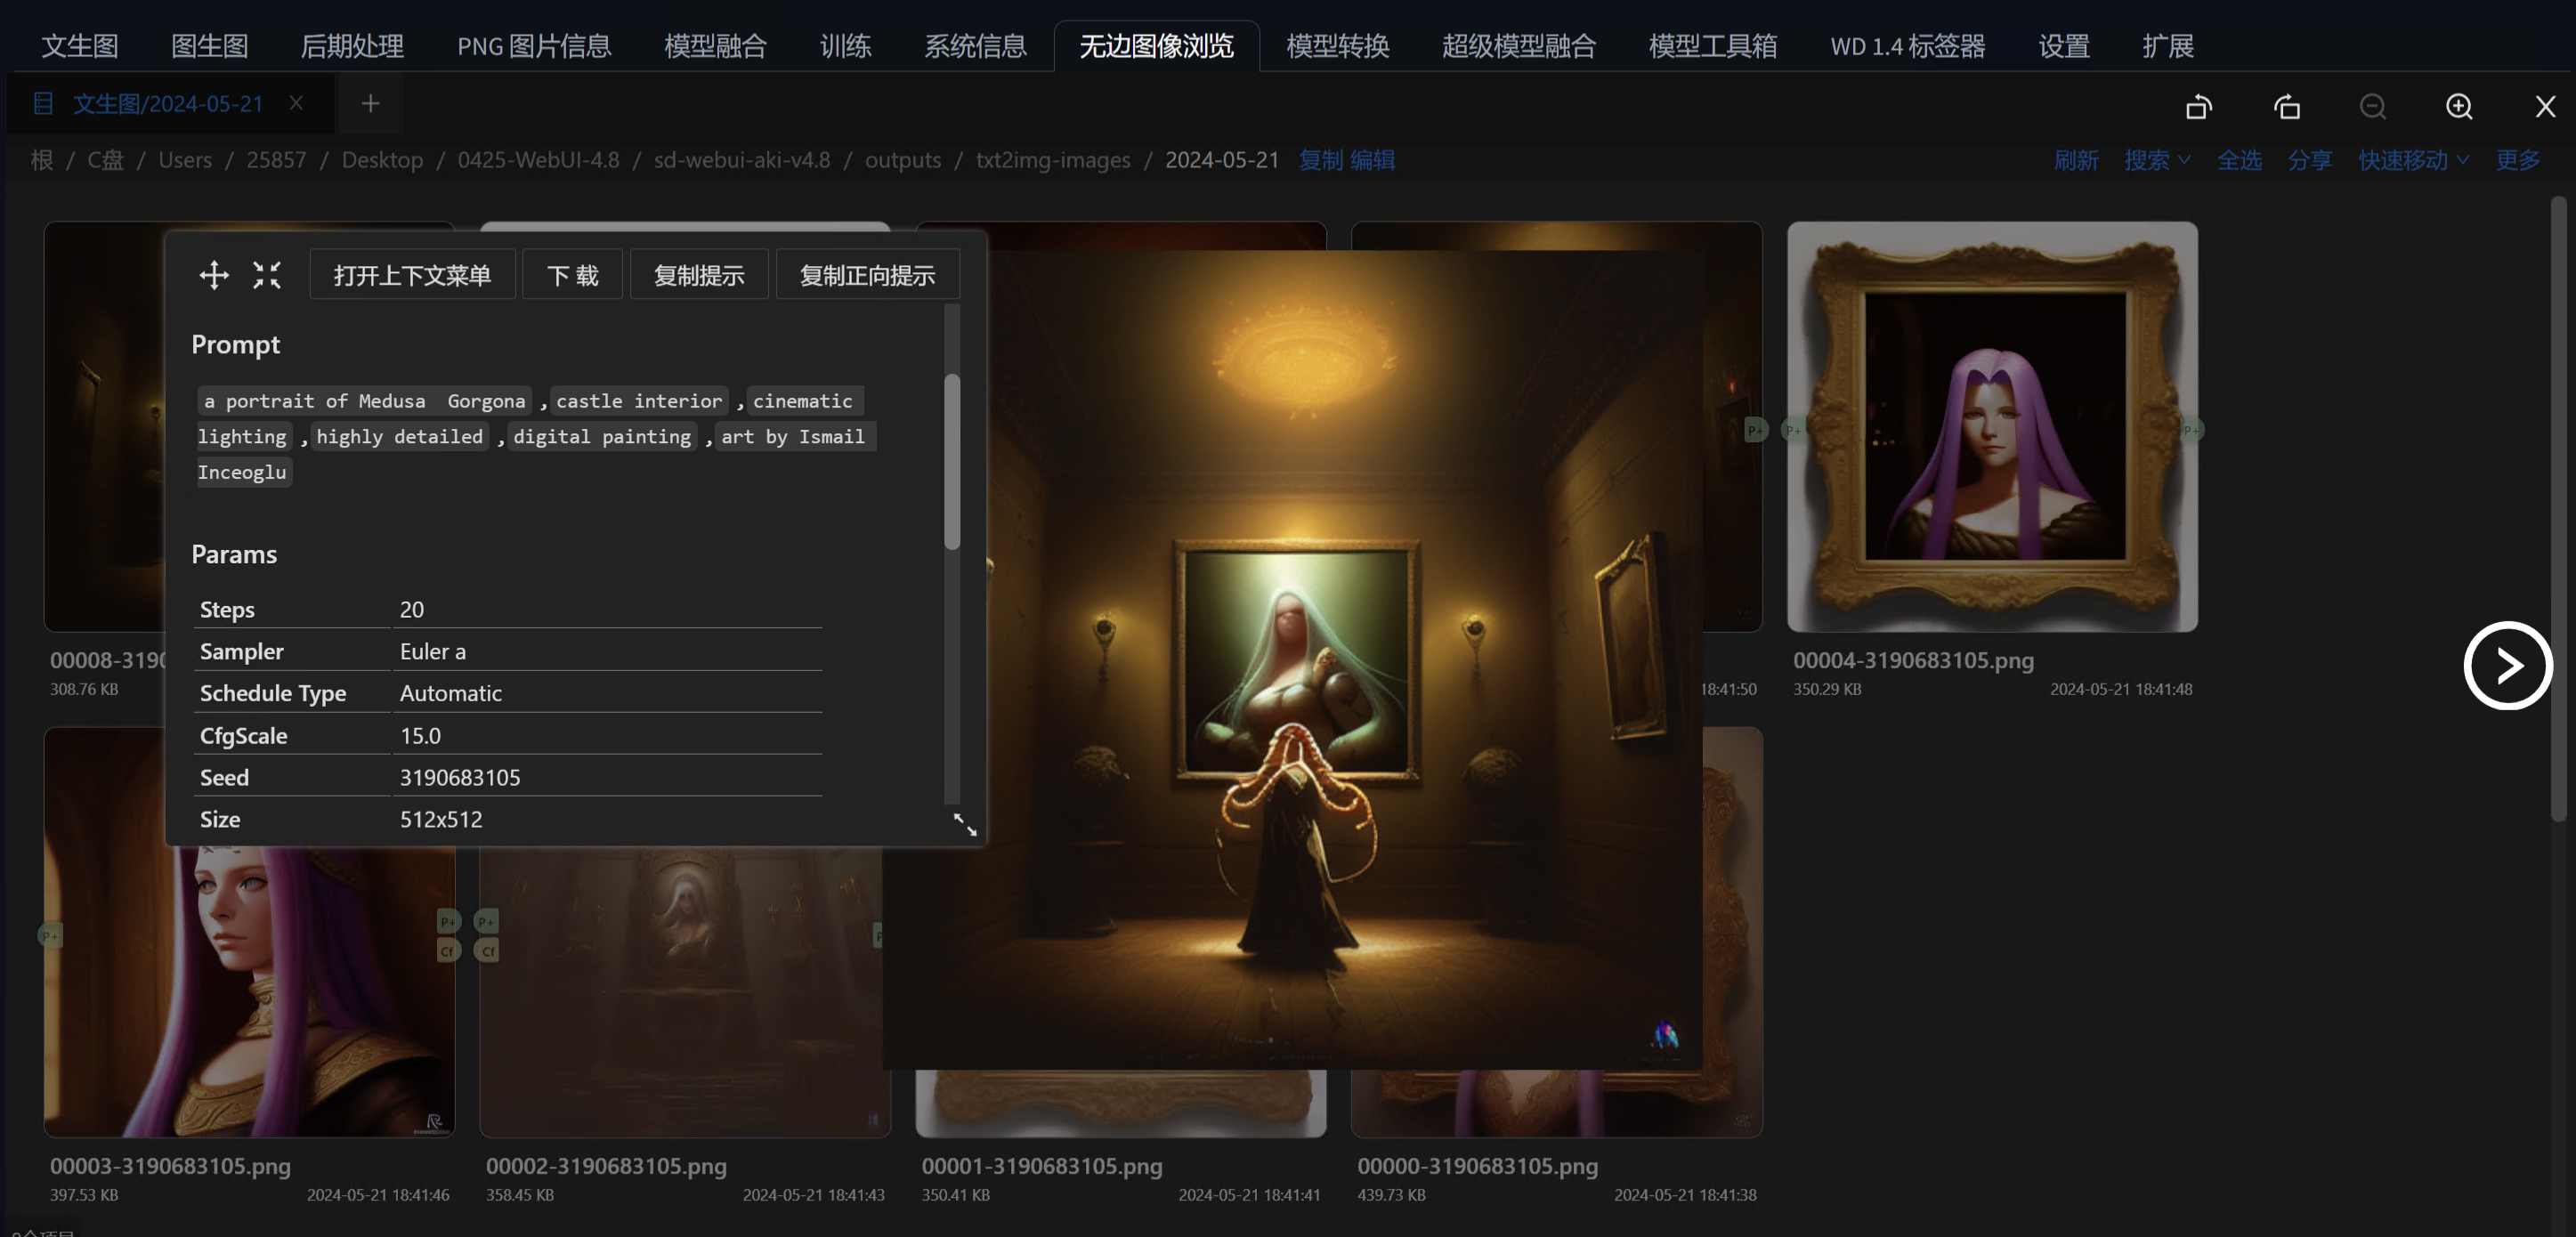 文生图 图生图 后期处理 PNG 图片信息 模型融合 训练 系统信息 无边图像浏览 模型转换 超级模型融合 模型工具箱 WD 1.4 标签器 设置 扩展
文生图/2024-05-21
根 / C盘 / Users / 25857 / Desktop / 0425-WebUI-4.8 / sd-webui-aki-v4.8 / outputs / txt2img-images / 2024-05-21 复制 编辑
刷新 搜索 全选 分享 快速移动 更多
打开上下文菜单 下 载 复制提示 复制正向提示
Prompt
a portrait of Medusa Gorgona ,castle interior ,cinematic
lighting ,highly detailed ,digital painting ,art by Ismail
Inceoglu
Params
Steps 20
Sampler Euler a
Schedule Type Automatic
CfgScale 15.0
Seed 3190683105
Size 512x512
P+ P+ P+
00008-3190 00004-3190683105.png
308.76 KB 18:41:50 350.29 KB 2024-05-21 18:41:48
P+ P+ P+
Cf Cf
00003-3190683105.png 00002-3190683105.png 00001-3190683105.png 00000-3190683105.png
397.53 KB 2024-05-21 18:41:46 358.45 KB 2024-05-21 18:41:43 350.41 KB 2024-05-21 18:41:41 439.73 KB 2024-05-21 18:41:38